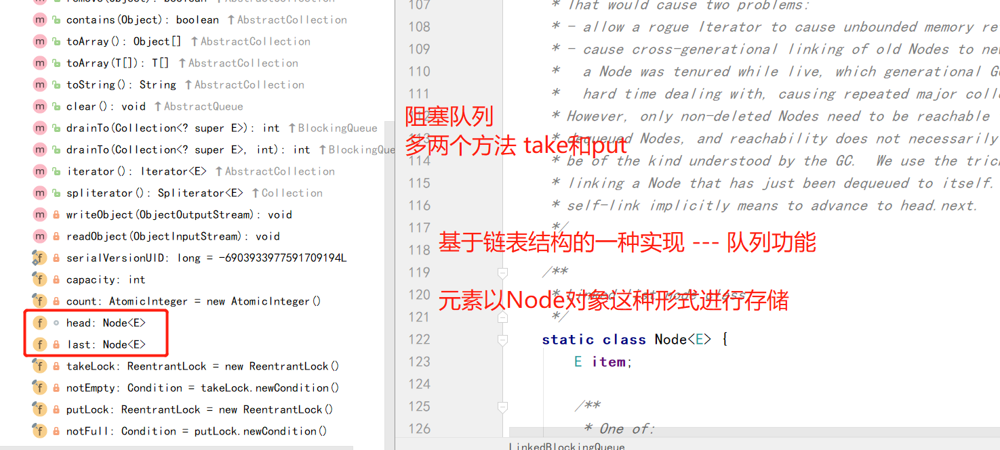 remove(Object): boolean ↑AbstractCollection
contains(Object): boolean ↑AbstractCollection
toArray(): Object[] ↑AbstractCollection
toArray(T[]): T[] ↑AbstractCollection
toString(): String ↑AbstractCollection
clear(): void ↑AbstractQueue
drainTo(Collection<? super E>): int ↑BlockingQueue
drainTo(Collection<? super E>, int): int ↑BlockingQue
iterator(): Iterator<E> ↑AbstractCollection
spliterator(): Spliterator<E> ↑Collection
writeObject(ObjectOutputStream): void
readObject(ObjectInputStream): void
serialVersionUID: long = -6903933977591709194L
capacity: int
count: AtomicInteger = new AtomicInteger()
head: Node<E>
last: Node<E>
takeLock: ReentrantLock = new ReentrantLock()
notEmpty: Condition = takeLock.newCondition()
putLock: ReentrantLock = new ReentrantLock()
notFull: Condition = putLock.newCondition()
107 * That would cause two problems:
108 * - allow a rogue Iterator to cause unbounded memory re
109 * - cause cross-generational linking of old Nodes to ne
110 * a Node was tenured while live, which generational G
111 * hard time dealing with, causing repeated major coll
112 * However, only non-deleted Nodes need to be reachable
阻塞队列
113 * dequeued Nodes, and reachability does not necessarily
多两个方法 take和put
114 * be of the kind understood by the GC. We use the tric
115 * linking a Node that has just been dequeued to itself.
116 * self-link implicitly means to advance to head.next.
117 */
118
基于链表结构的一种实现 --- 队列功能
119 /**
120 * Linked list node class
元素以Node对象这种形式进行存储
121 */
122 static class Node<E> {
123 E item;
124
125 /**
126 * One of:
LinkedBlockingQueue